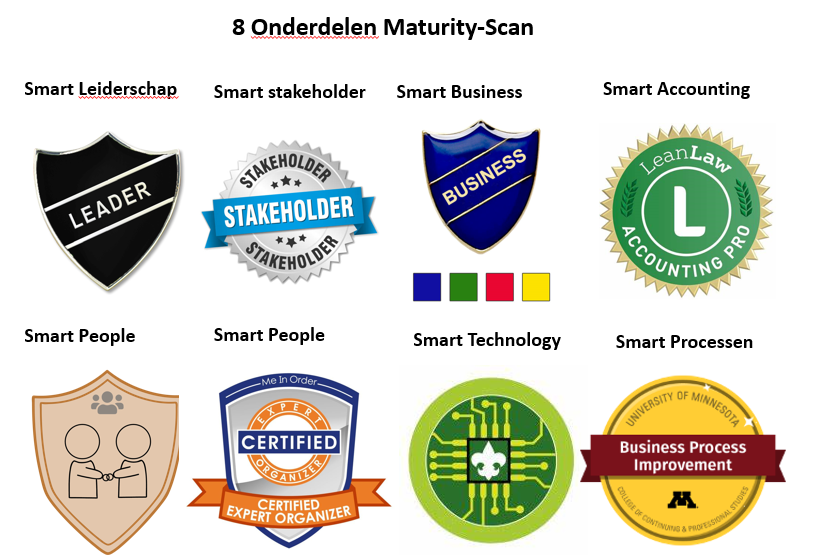 8 Onderdelen Maturity-Scan
Smart Leiderschap
Smart stakeholder
Smart Business
Smart Accounting
LEADER
STAKEHOLDER
STAKEHOLDER
STAKEHOLDER
BUSINESS
LeanLaw
L
ACCOUNTING PRO
Smart People
Smart People
Smart Technology
Smart Processen
Me In Order
EXPERT
CERTIFIED
ORGANIZER
CERTIFIED
EXPERT ORGANIZER
UNIVERSITY OF MINNESOTA
Business Process
Improvement
M
COLLEGE OF CONTINUING & PROFESSIONAL STUDIES